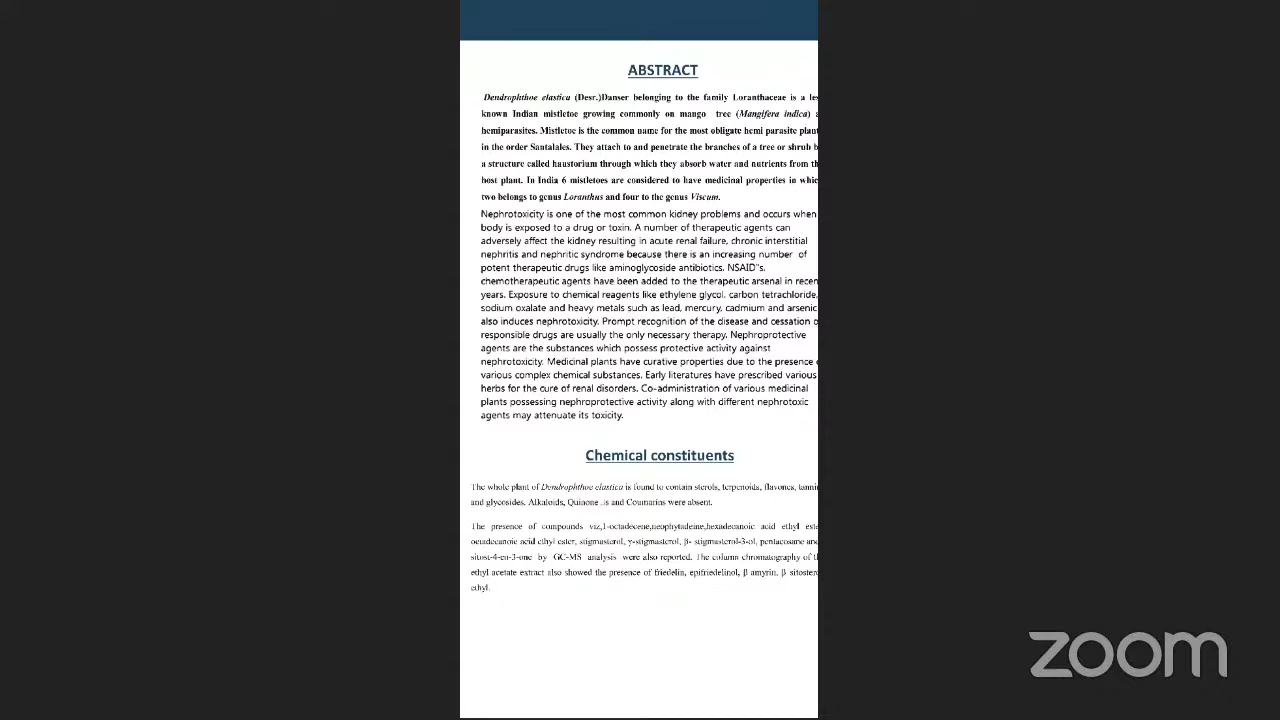 ABSTRACT
Dendrophthoe elastica (Desr.)Danser belonging to the family Loranthaceae is a
known Indian mistletoe growing commonly on mango tree (Mangifera indica)
hemiparasites. Mistletoe is the common name for the most obligate hemi parasite
in the order Santalales. They attach to and penetrate the branches of a tree or shrub
a structure called haustorium through which they absorb water and nutrients from
host plant. In India 6 mistletoes are considered to have medicinal properties in
two belongs to genus Loranthus and four to the genus Viscum.
Nephrotoxicity is one of the most common kidney problems and occurs when
body is exposed to a drug or toxin. A number of therapeutic agents can
adversely affect the kidney resulting in acute renal failure, chronic interstitial
nephritis and nephritic syndrome because there is an increasing number of
potent therapeutic drugs like aminoglycoside antibiotics, NSAID"s,
chemotherapeutic agents have been added to the therapeutic arsenal in
years. Exposure to chemical reagents like ethylene glycol, carbon tetrachloride,
sodium oxalate and heavy metals such as lead, mercury, cadmium and arsenic
also induces nephrotoxicity. Prompt recognition of the disease and cessation
responsible drugs are usually the only necessary therapy. Nephroprotective
agents are the substances which possess protective activity against
nephrotoxicity. Medicinal plants have curative properties due to the presence
various complex chemical substances. Early literatures have prescribed various
herbs for the cure of renal disorders. Co-administration of various medicinal
plants possessing nephroprotective activity along with different nephrotoxic
agents may attenuate its toxicity.
Chemical constituents
The whole plant of Dendrophthoe elastica is found to contain sterols, terpenoids, flavones,
and glycosides. Alkaloids, Quinone ..is and Coumarins were absent.
The presence of compounds viz,1-octadecene,neophytadeine,hexadecanoic acid ethyl
acid ethyl ester, stigmasterol, γ-stigmasterol, β- stigmasterol-3-ol, pentacosane
sitost-4-en-3-one by GC-MS analysis were also reported. The column chromatography of
ethyl acetate extract also showed the presence of friedelin, epifriedelinol, β amyrin, β
ethyl.
zoom